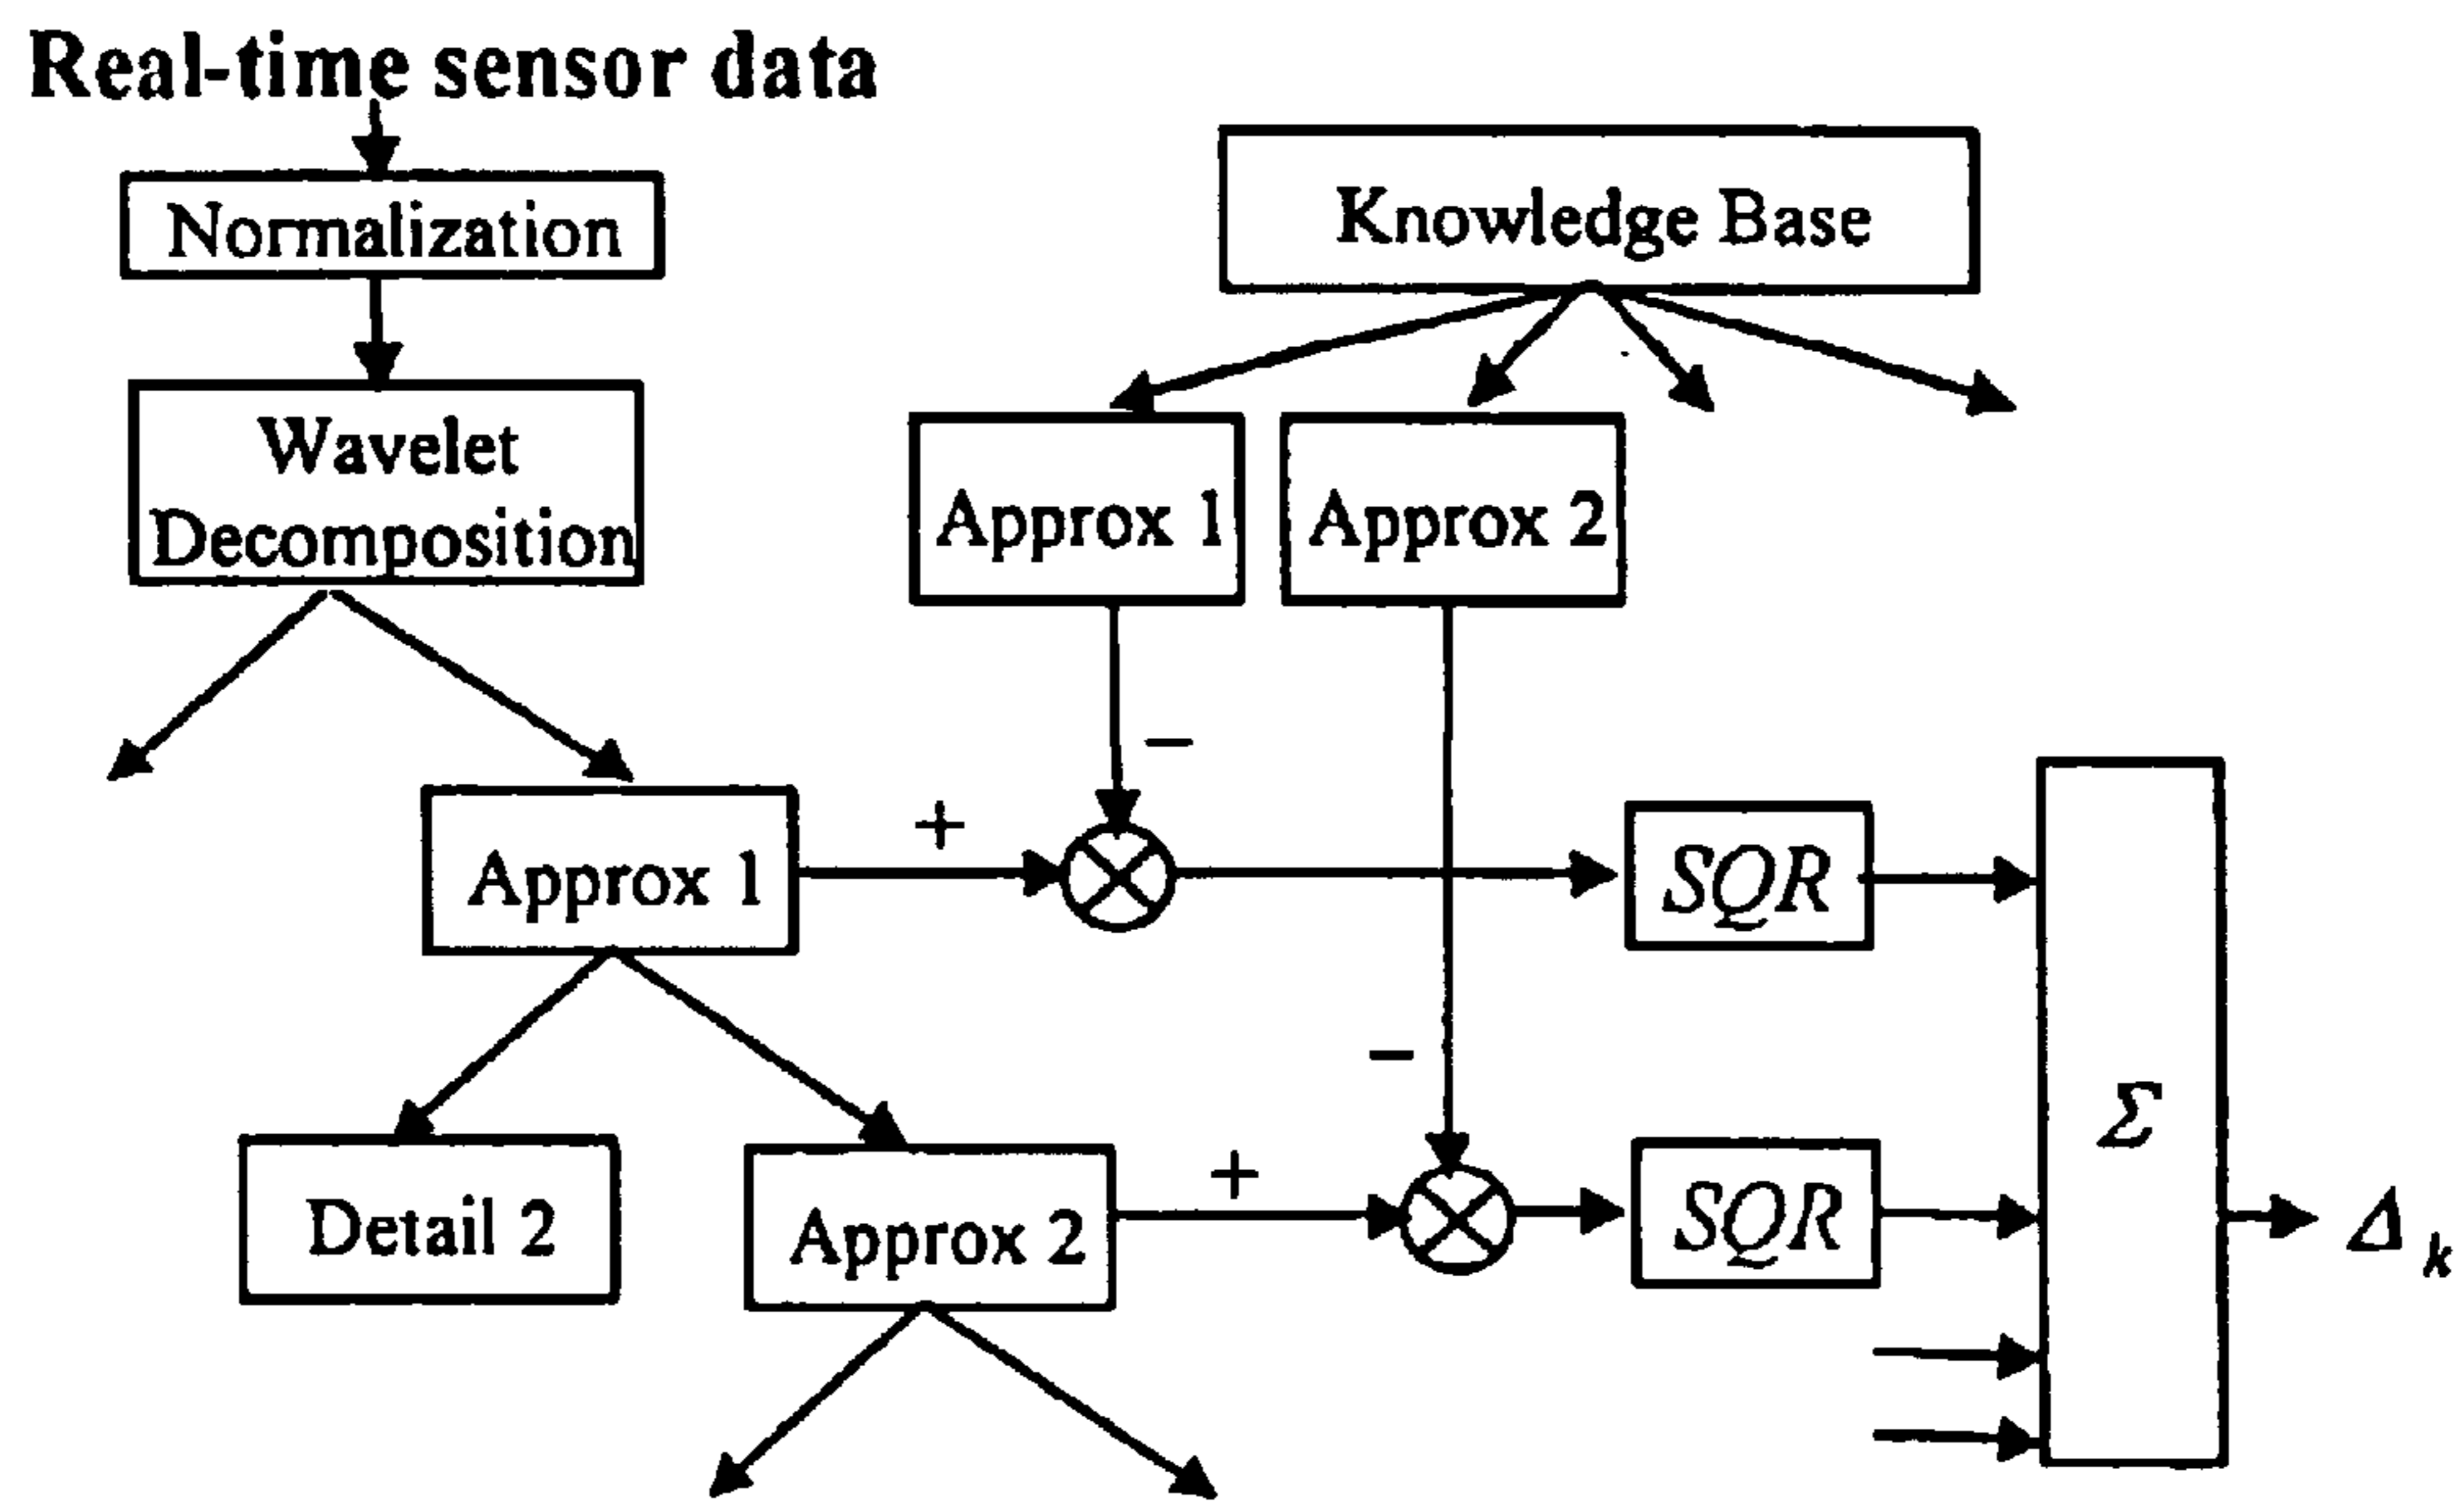 Real-time sensor data
Normalization
Knowledge Base
Wavelet
Decomposition
Approx 1
Approx 2
−
+
Approx 1
SQR
−
Σ
Detail 2
Approx 2
+
SQR
Δ k